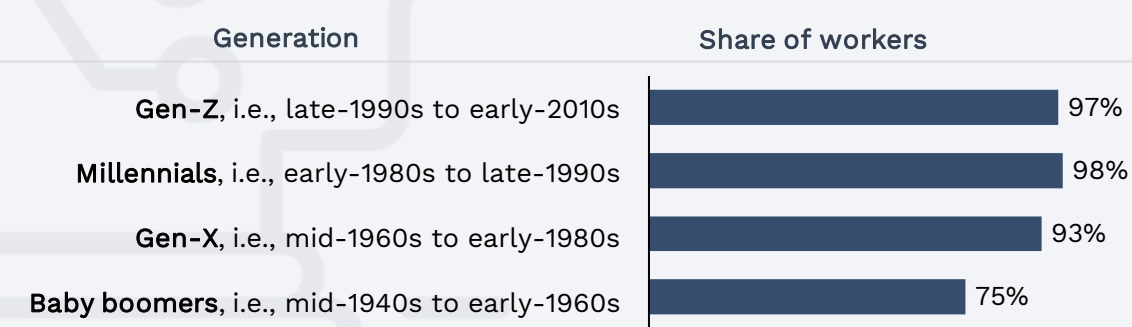 Generation Share of workers
Gen-Z, i.e., late-1990s to early-2010s 97%
Millennials, i.e., early-1980s to late-1990s 98%
Gen-X, i.e., mid-1960s to early-1980s 93%
Baby boomers, i.e., mid-1940s to early-1960s 75%